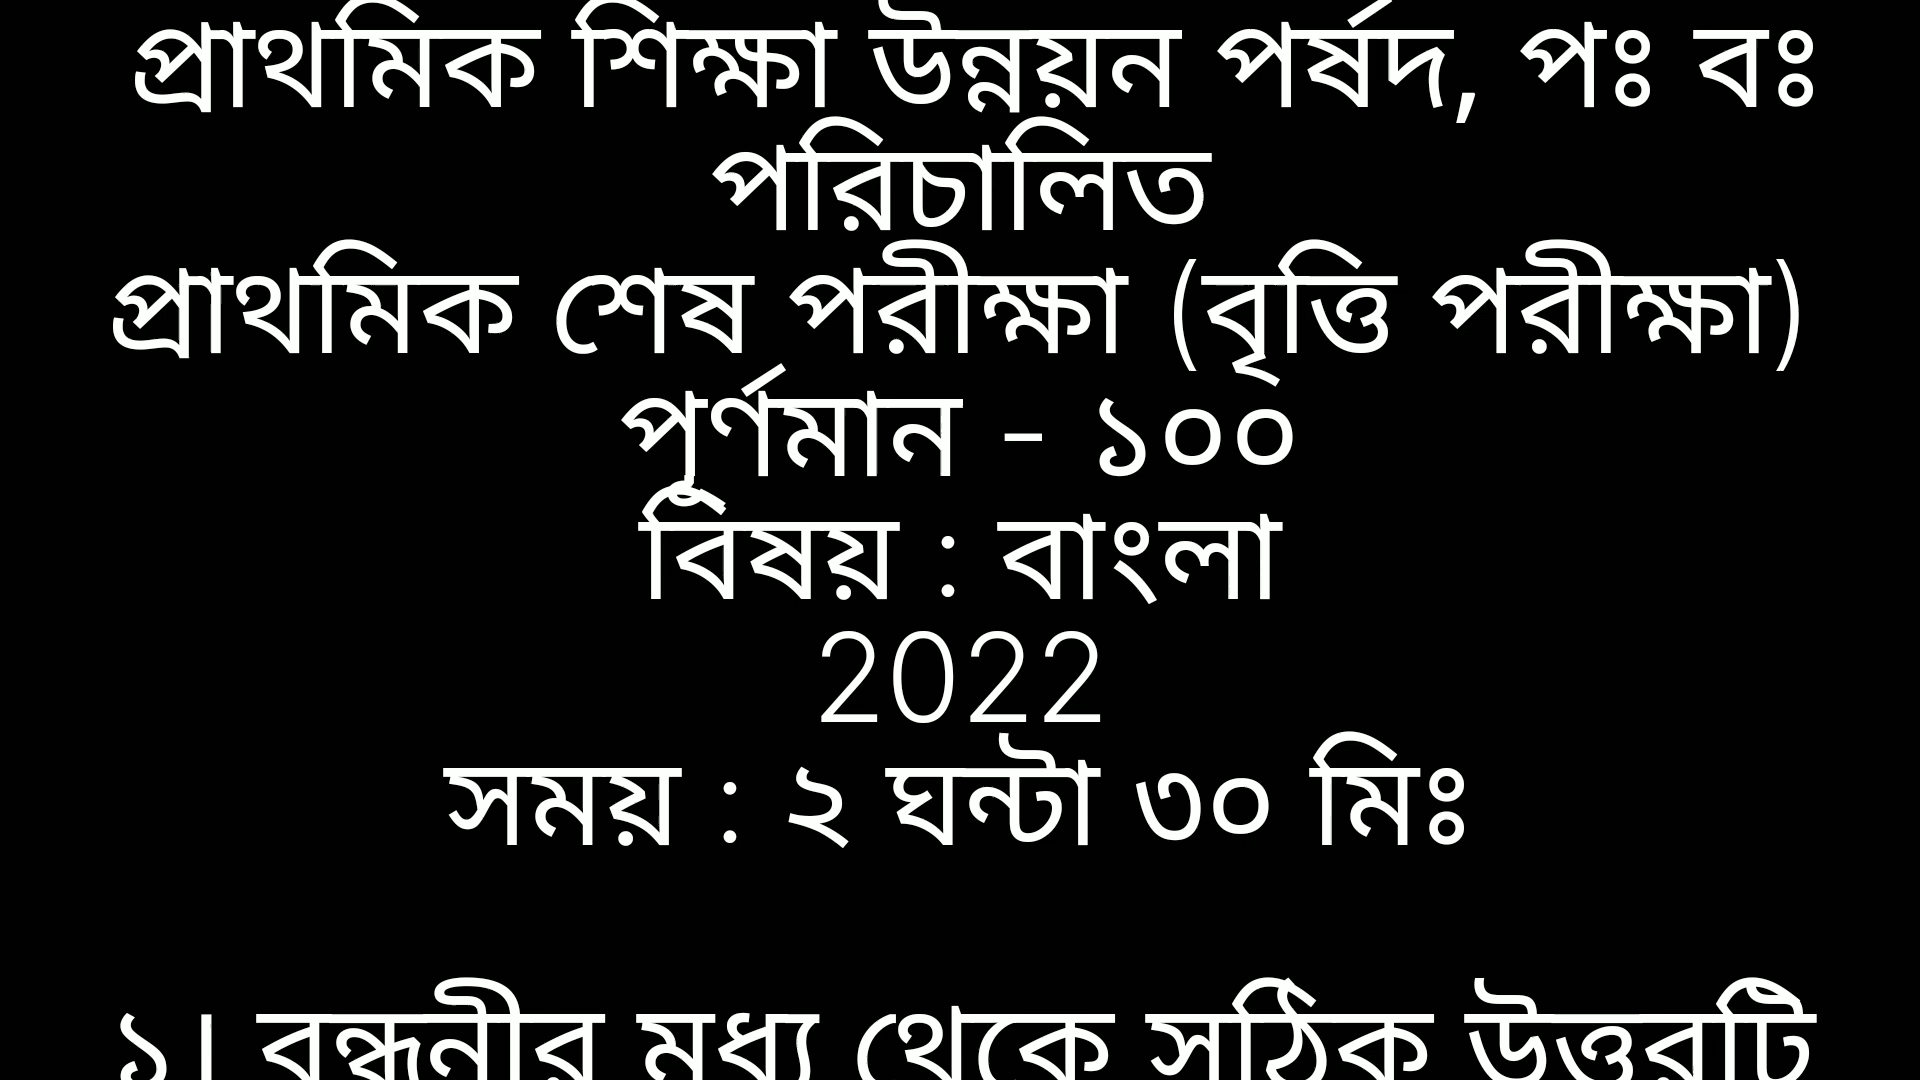 প্রাথমিক শিক্ষা উন্নয়ন পর্ষদ, পঃ বঃ
পরিচালিত
প্রাথমিক শেষ পরীক্ষা (বৃত্তি পরীক্ষা)
পূর্ণমান - ১০০
বিষয় : বাংলা
2022
সময় : ২ ঘন্টা ৩০ মিঃ
১। বন্ধনীর মধ্য থেকে সঠিক উত্তরটি